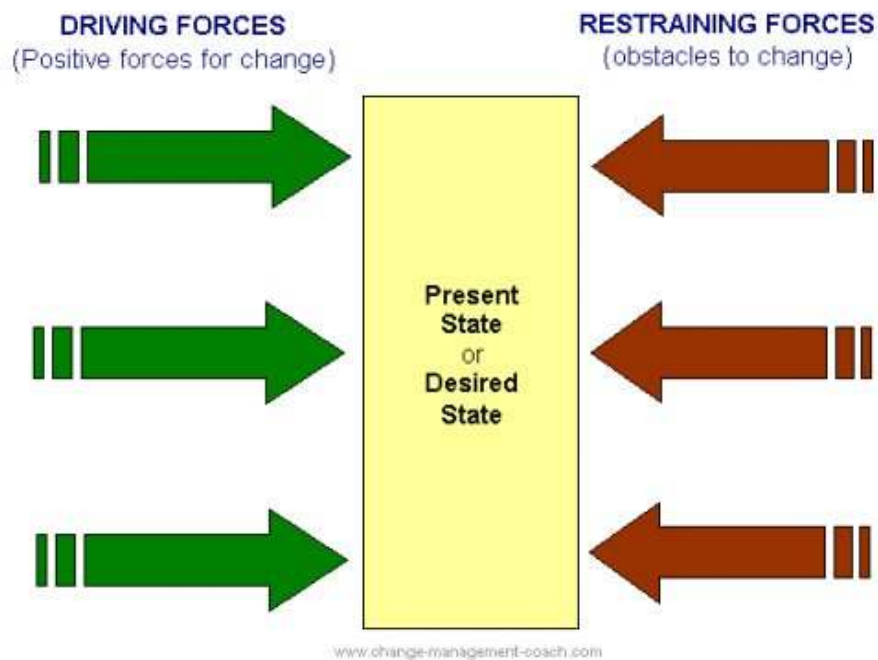 DRIVING FORCES
(Positive forces for change)
RESTRAINING FORCES
(obstacles to change)
Present
State
or
Desired
State
www.change-management-coach.com